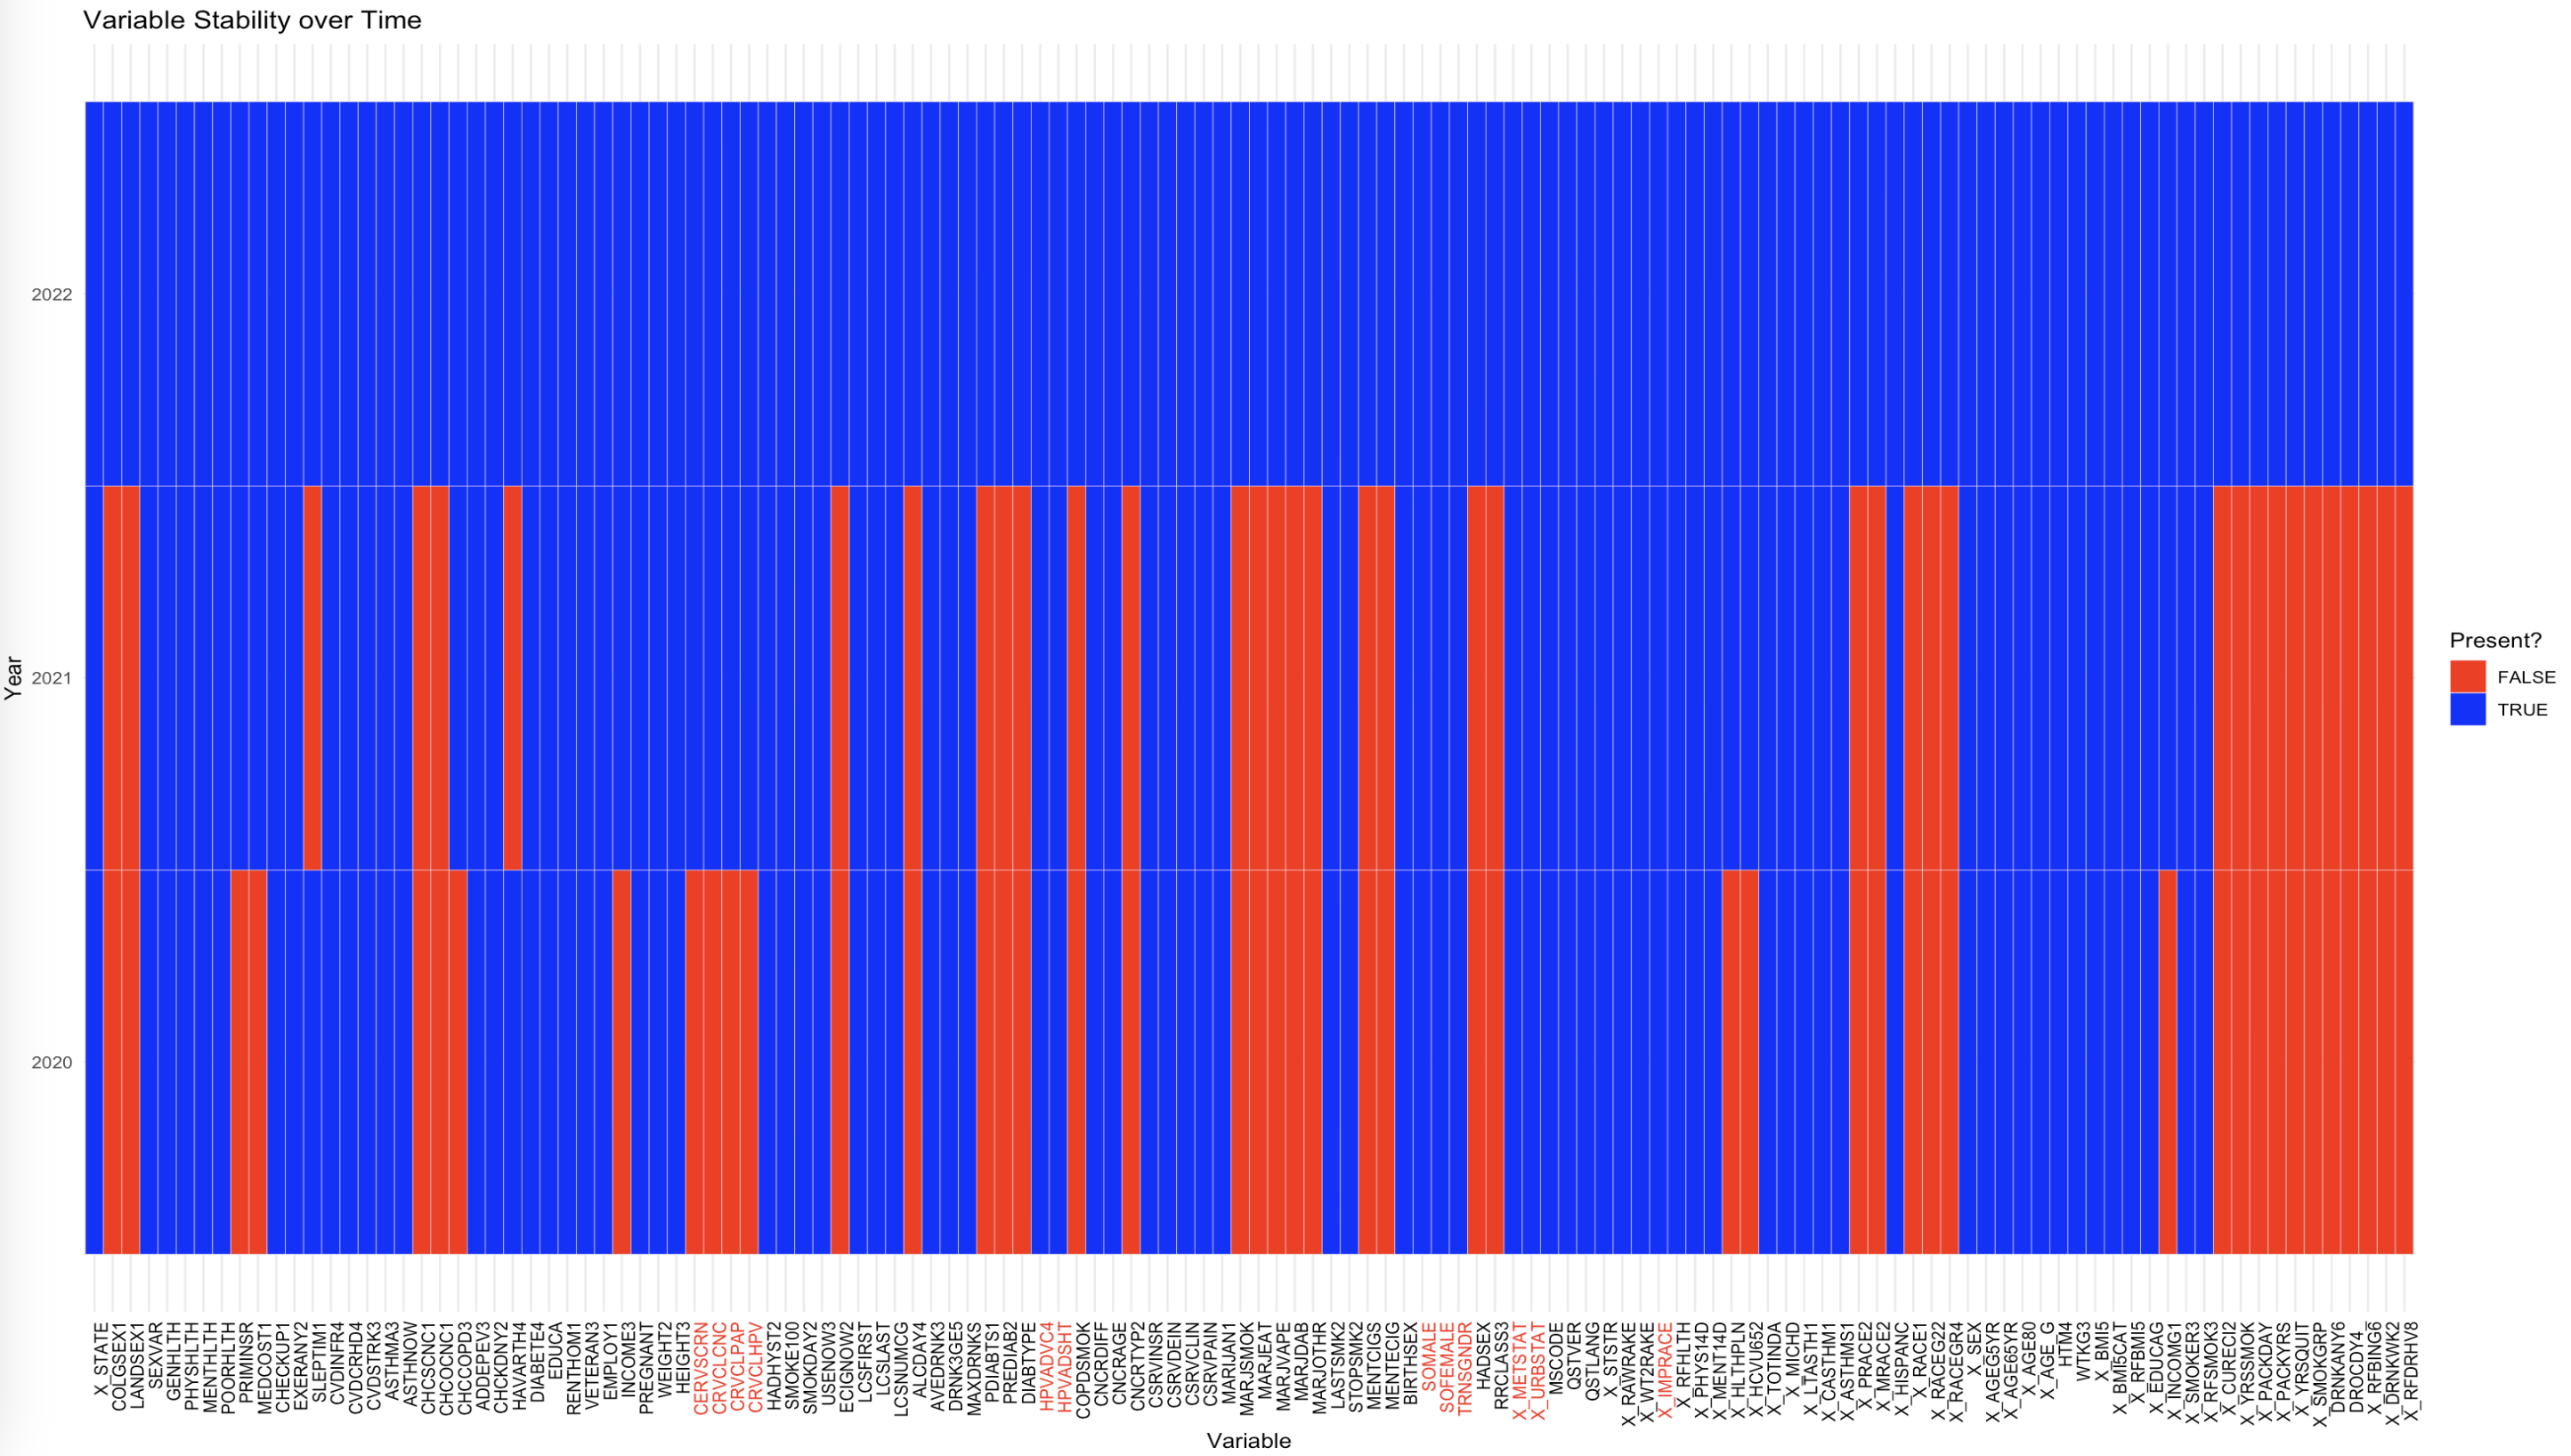 Variable Stability over Time
2022
2021
2020
Year
Present?
FALSE
TRUE
X_STATE
COLGSEX1
LANDSEX1
SEXVAR
GENHLTH
PHYSHLTH
MENTHLTH
POORHLTH
PRIMINSR
MEDCOST1
CHECKUP1
EXERANY2
SLEPTIM1
CVDINFR4
CVDCRHD4
CVDSTRK3
ASTHMA3
ASTHNOW
CHCSCNC1
CHCOCNC1
CHCCOPD3
ADDEPEV3
CHCKDNY2
HAVARTH4
DIABETE4
EDUCA
RENTHOM1
VETERAN3
EMPLOY1
INCOME3
PREGNANT
WEIGHT2
HEIGHT3
CERVSCRN
CRVCLCNC
CRVCLPAP
CRVCLHPV
HADHYST2
SMOKE100
SMOKDAY2
USENOW3
ECIGNOW2
LCSFIRST
LCSLAST
LCSNUMCG
ALCDAY4
AVEDRNK3
DRNK3GE5
MAXDRNKS
PDIABTS1
PREDIAB2
DIABTYPE
HPVADVC4
HPVADSHT
COPDSMOK
CNCRDIFF
CNCRAGE
CNCRTYP2
CSRVINSR
CSRVDEIN
CSRVCLIN
CSRVPAIN
MARIJAN1
MARJSMOK
MARJEAT
MARJVAPE
MARJDAB
MARJOTHR
LASTSMK2
STOPSMK2
MENTCIGS
MENTECIG
BIRTHSEX
SOMALE
SOFEMALE
TRNSGNDR
HADSEX
RRCLASS3
X_METSTAT
X_URBSTAT
MSCODE
QSTVER
QSTLANG
X_STSTR
X_RAWRAKE
X_WT2RAKE
X_IMPRACE
X_RFHLTH
X_PHYS14D
X_MENT14D
X_HLTHPLN
X_HCVU652
X_TOTINDA
X_MICHD
X_LTASTH1
X_CASTHM1
X_ASTHMS1
X_PRACE2
X_MRACE2
X_HISPANC
X_RACE1
X_RACEG22
X_RACEGR4
X_SEX
X_AGEG5YR
X_AGE65YR
X_AGE80
X_AGE_G
HTM4
WTKG3
X_BMI5
X_BMI5CAT
X_RFBMI5
X_EDUCAG
X_INCOMG1
X_SMOKER3
X_RFSMOK3
X_CURECI2
X_YRSSMOK
X_PACKDAY
X_PACKYRS
X_YRSQUIT
X_SMOKGRP
DRNKANY6
DROCDY4_
X_RFBING6
X_DRNKWK2
X_RFDRHV8
Variable